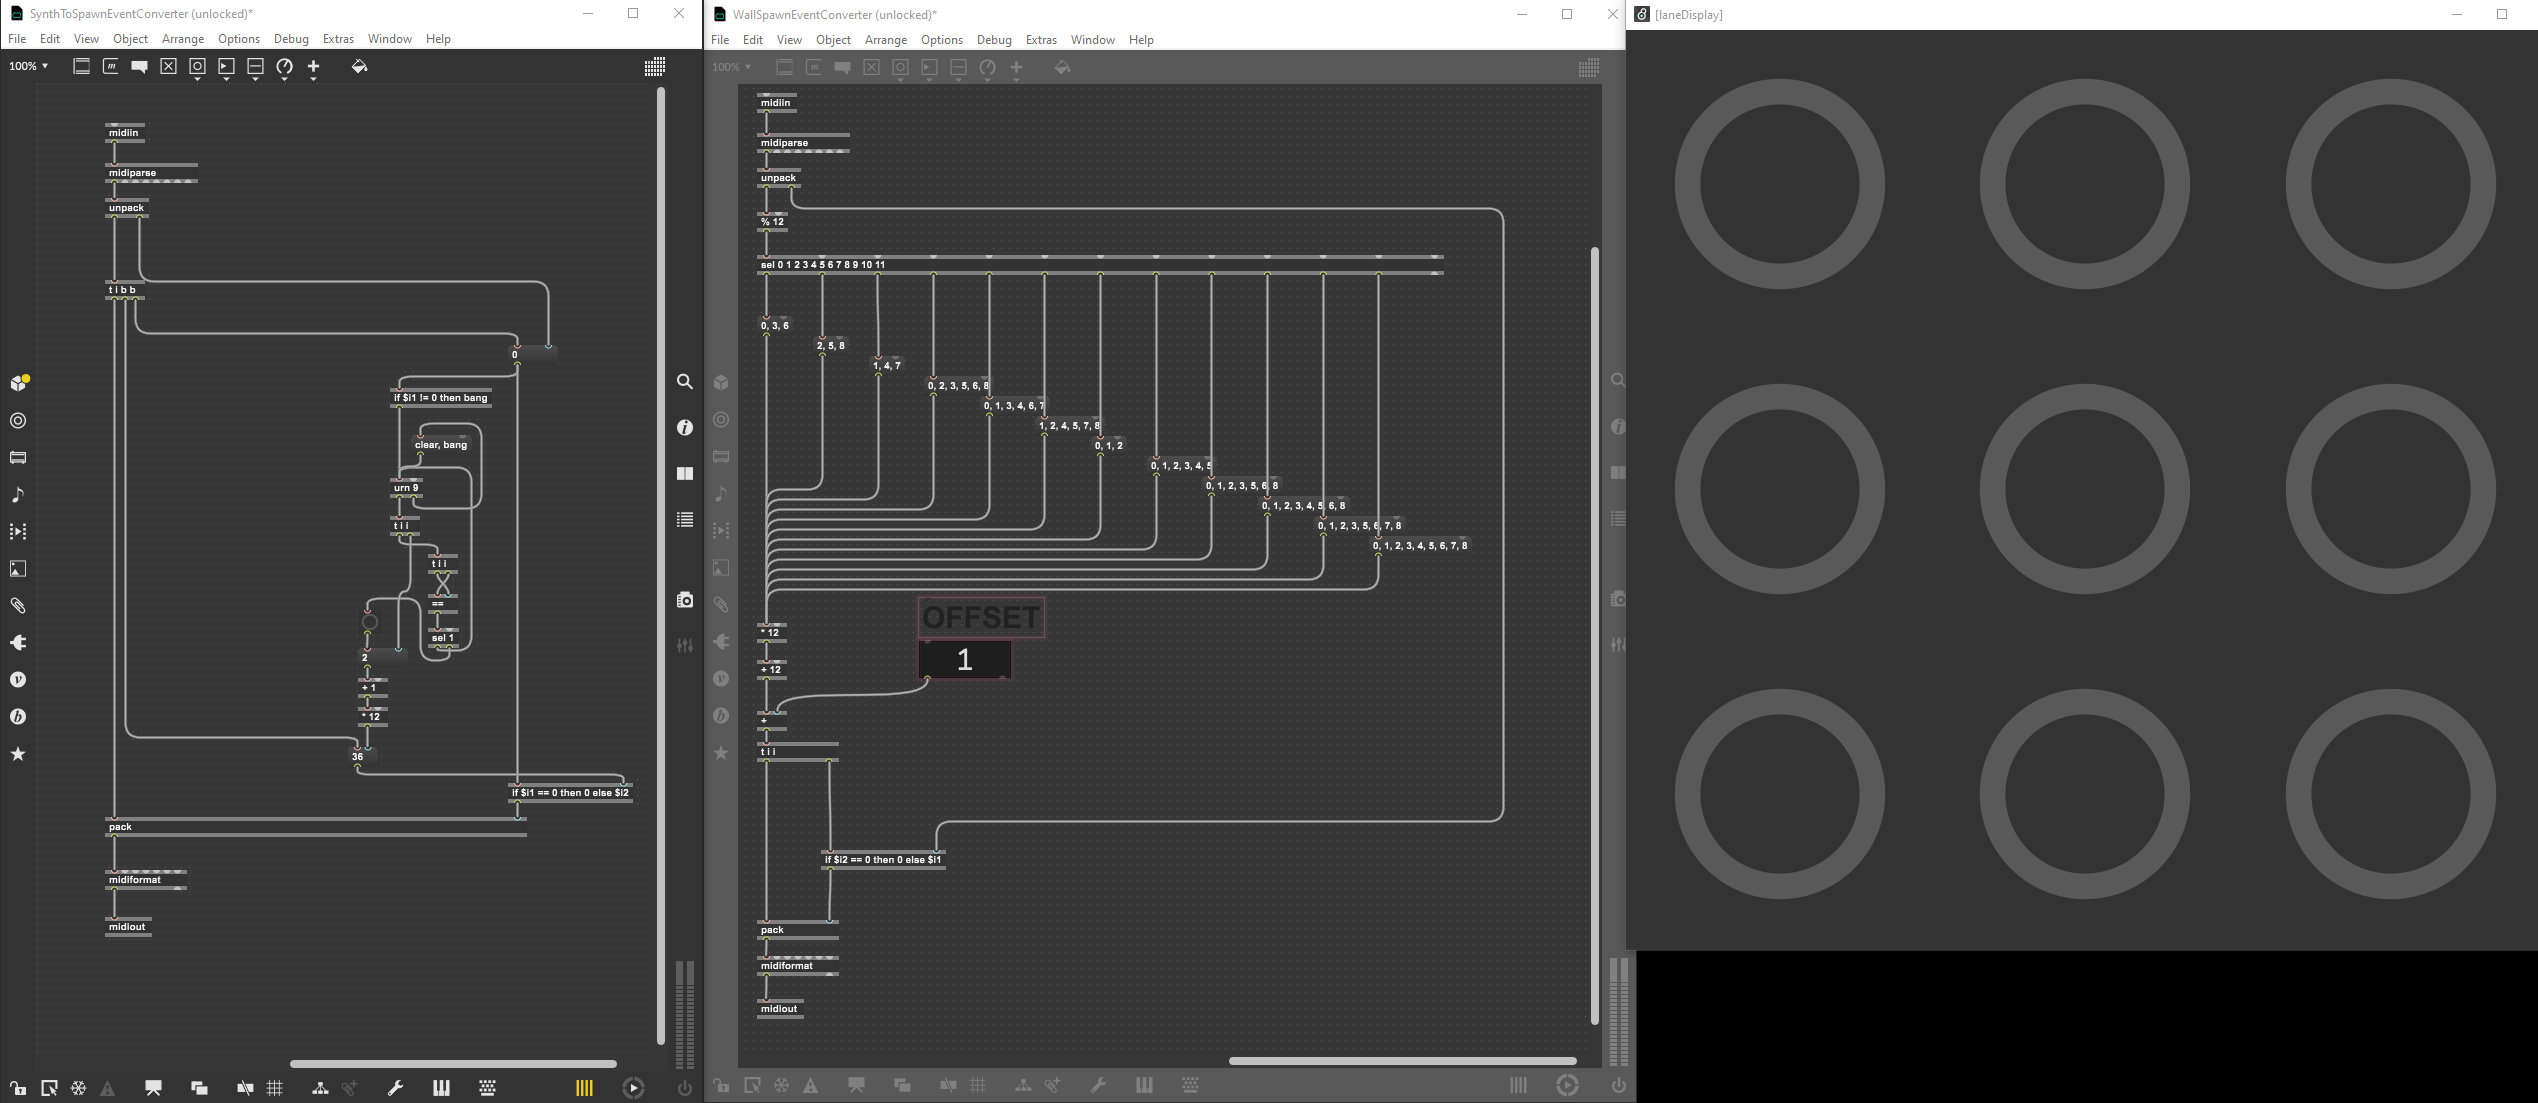 SynthToSpawnEventConverter (unlocked)*
File Edit View Object Arrange Options Debug Extras Window Help
100%
midiin
midiparse
unpack
t i b b
0
if $i1 != 0 then bang
clear, bang
urn 9
t i i
t i i
==
sel 1
2
+ 1
* 12
36
if $i1 == 0 then 0 else $i2
pack
midiformat
midiout
WallSpawnEventConverter (unlocked)*
File Edit View Object Arrange Options Debug Extras Window Help
100%
midiin
midiparse
unpack
% 12
sel 0 1 2 3 4 5 6 7 8 9 10 11
0, 3, 6
2, 5, 8
1, 4, 7
0, 2, 3, 5, 6, 8
0, 1, 3, 4, 6, 7
1, 2, 4, 5, 7, 8
0, 1, 2
0, 1, 2, 3, 4, 5
0, 1, 2, 3, 5, 6, 8
0, 1, 2, 3, 4, 5, 6, 8
0, 1, 2, 3, 5, 6, 7, 8
0, 1, 2, 3, 4, 5, 6, 7, 8
OFFSET
1
* 12
+ 12
+
t i i
if $i2 == 0 then 0 else $i1
pack
midiformat
midiout
[laneDisplay]